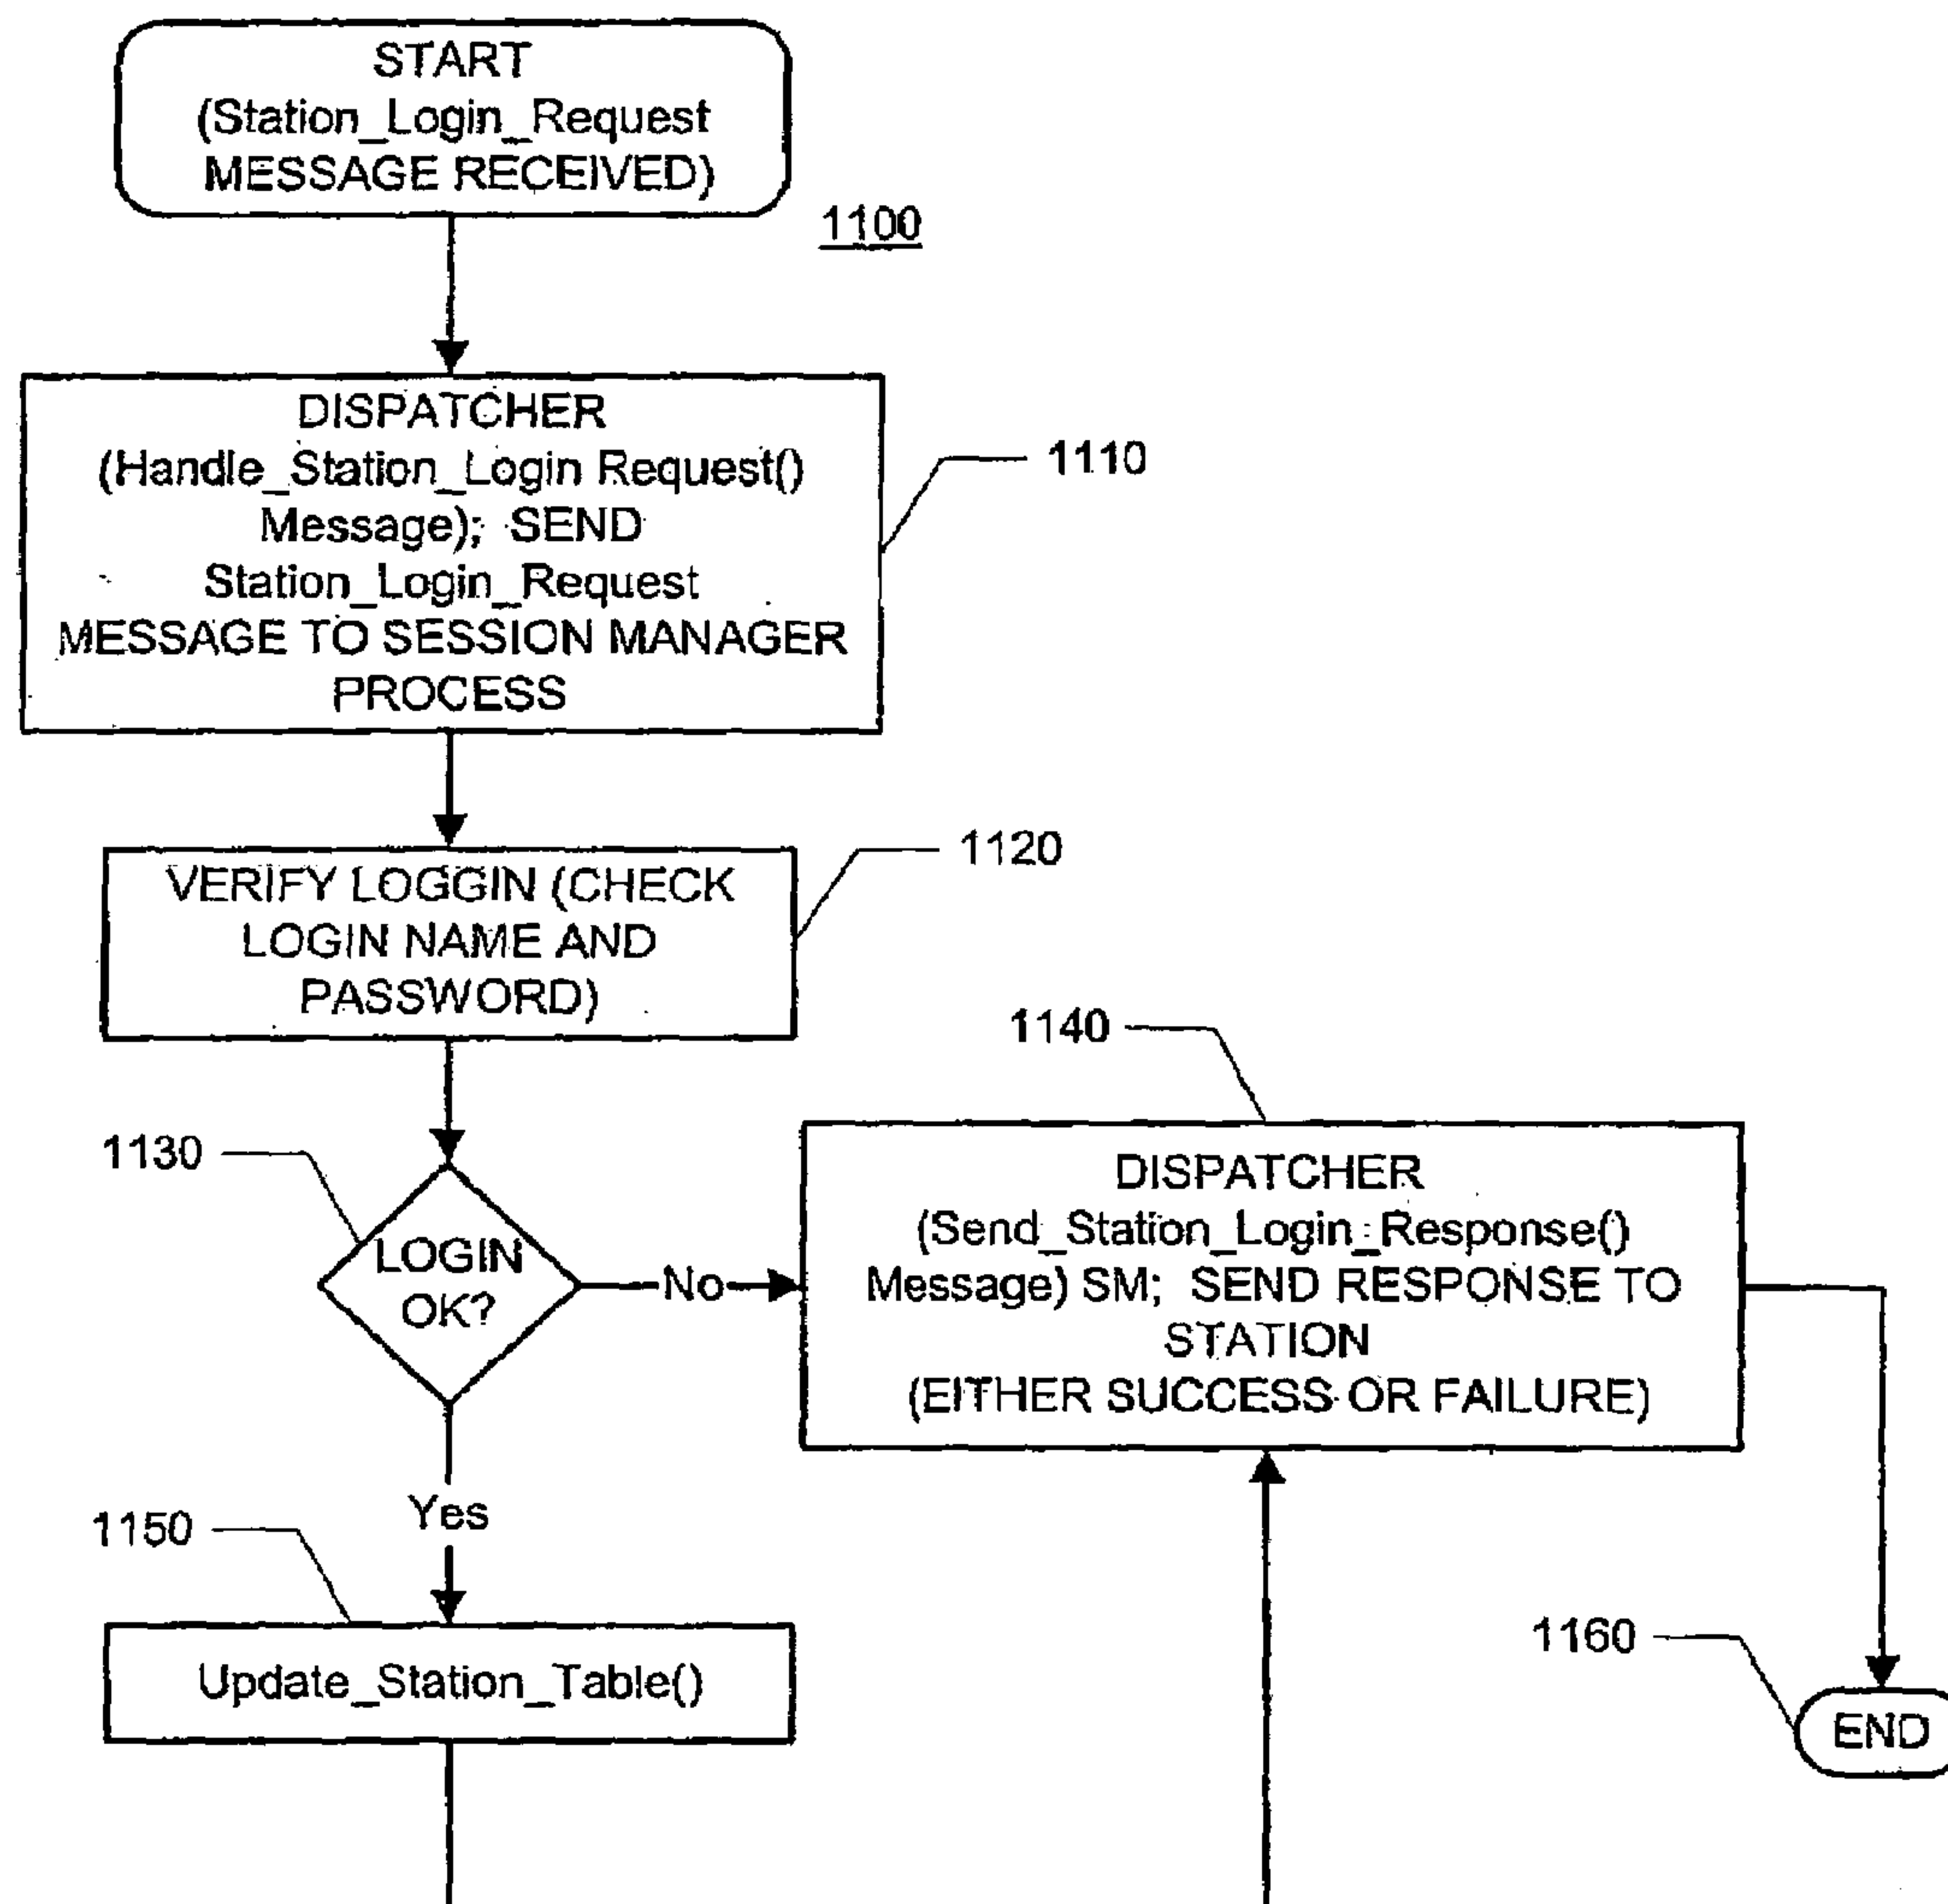 START
(Station_Login_Request
MESSAGE RECEIVED)
1100
DISPATCHER
(Handle_Station_Login Request()
Message); SEND
Station_Login_Request
MESSAGE TO SESSION MANAGER
PROCESS
1110
VERIFY LOGGIN (CHECK
LOGIN NAME AND
PASSWORD)
1120
1130
LOGIN
OK?
No
1140
DISPATCHER
(Send_Station_Login_Response()
Message) SM; SEND RESPONSE TO
STATION
(EITHER SUCCESS OR FAILURE)
Yes
1150
Update_Station_Table()
1160
END